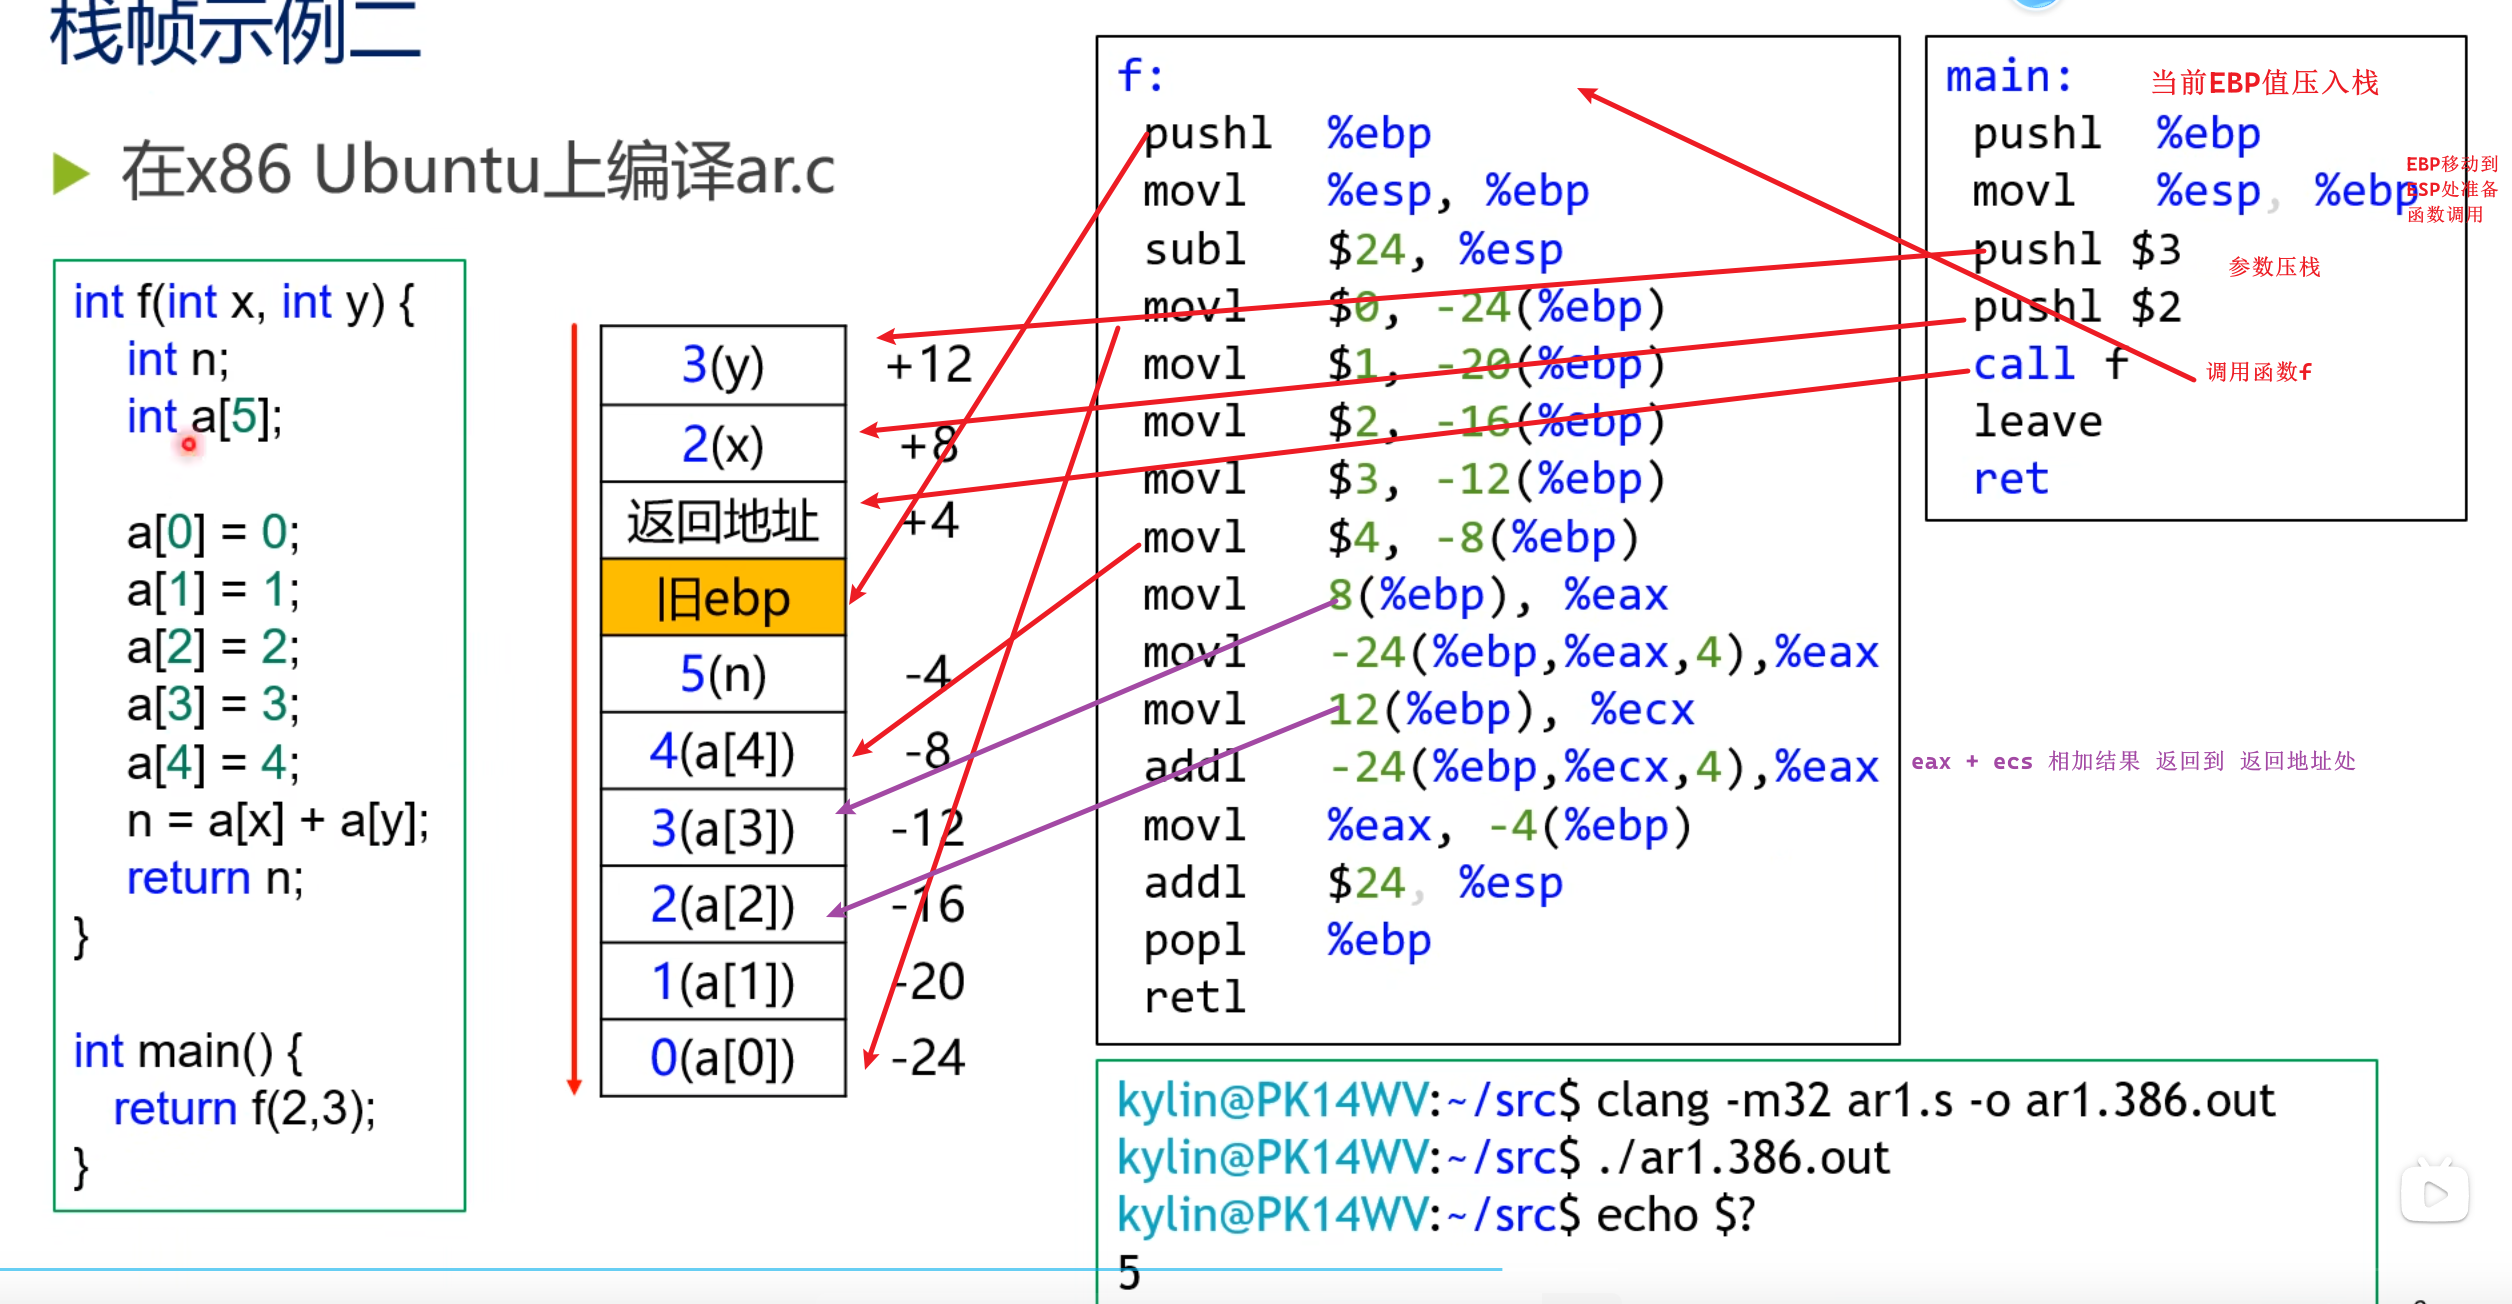 栈帧示例二
在x86 Ubuntu上编译ar.c
int f(int x, int y) {
int n;
int a[5];
a[0] = 0;
a[1] = 1;
a[2] = 2;
a[3] = 3;
a[4] = 4;
n = a[x] + a[y];
return n;
}
int main() {
return f(2,3);
}
3(y) +12
2(x) +8
返回地址 +4
旧ebp
5(n) -4
4(a[4]) -8
3(a[3]) -12
2(a[2]) -16
1(a[1]) -20
0(a[0]) -24
f:
pushl %ebp
movl %esp, %ebp
subl $24, %esp
movl $0, -24(%ebp)
movl $1, -20(%ebp)
movl $2, -16(%ebp)
movl $3, -12(%ebp)
movl $4, -8(%ebp)
movl 8(%ebp), %eax
movl -24(%ebp,%eax,4),%eax
movl 12(%ebp), %ecx
addl -24(%ebp,%ecx,4),%eax
movl %eax, -4(%ebp)
addl $24, %esp
popl %ebp
retl
main:
当前EBP值压入栈
pushl %ebp
movl %esp, %ebp
EBP移动到
ESP处准备
函数调用
pushl $3
参数压栈
pushl $2
call f
调用函数f
leave
ret
eax + ecs 相加结果 返回到 返回地址处
kylin@PK14WV:~/src$ clang -m32 ar1.s -o ar1.386.out
kylin@PK14WV:~/src$ ./ar1.386.out
kylin@PK14WV:~/src$ echo $?
5